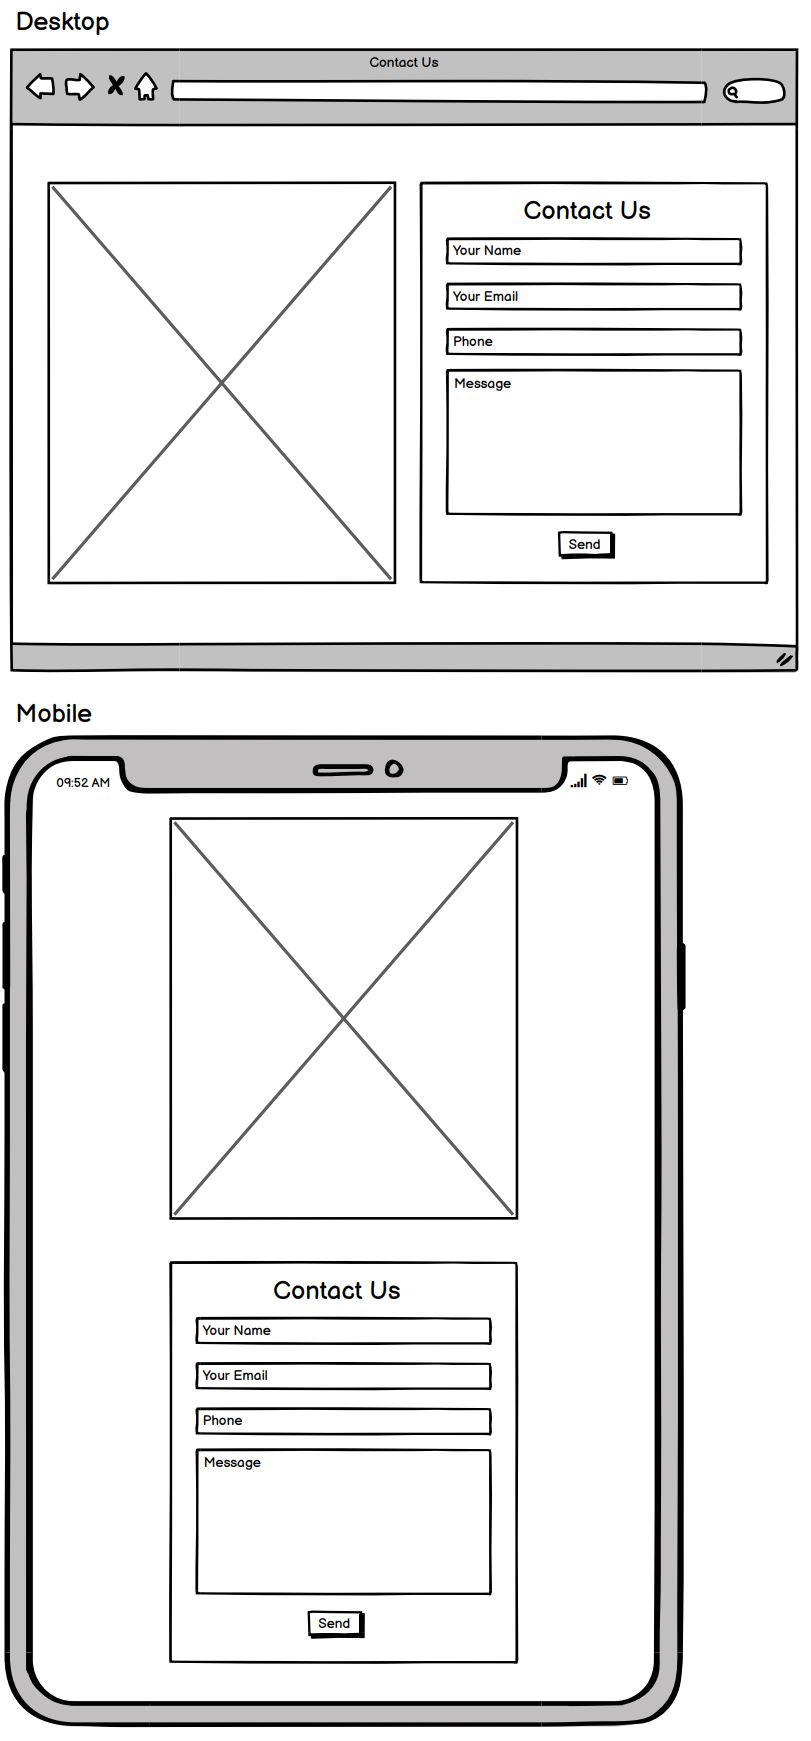 Desktop
Contact Us
Contact Us
Your Name
Your Email
Phone
Message
Send
Mobile
09:52 AM
Contact Us
Your Name
Your Email
Phone
Message
Send